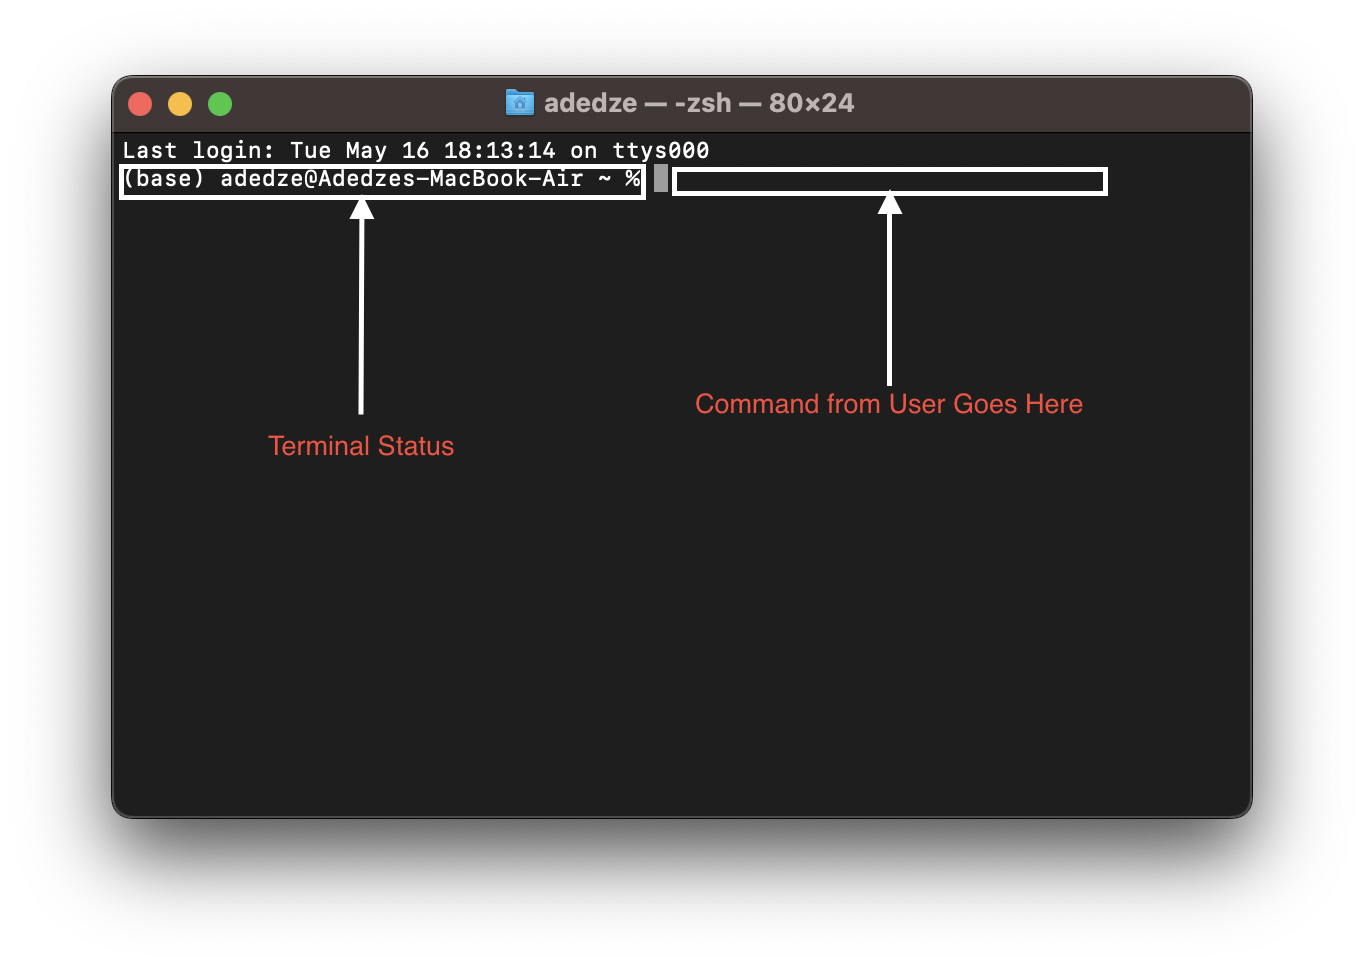 adedze — -zsh — 80×24
Last login: Tue May 16 18:13:14 on ttys000
(base) adedze@Adedzes-MacBook-Air ~ %
Command from User Goes Here
Terminal Status